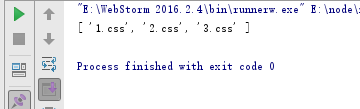 "E:\WebStorm 2016.2.4\bin\runnerw.exe" E:\node\
[ '1.css', '2.css', '3.css' ]
Process finished with exit code 0